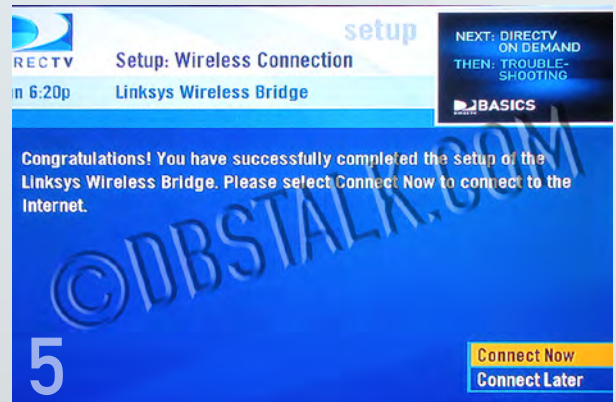 setup
RECTV
Setup: Wireless Connection
n 6:20p
Linksys Wireless Bridge
NEXT: DIRECTV
ON DEMAND
THEN: TROUBLE-
SHOOTING
DIRECTV
BASICS
Congratulations! You have successfully completed the setup of the
Linksys Wireless Bridge. Please select Connect Now to connect to the
Internet.
©DBSTALK.COM
5
Connect Now
Connect Later